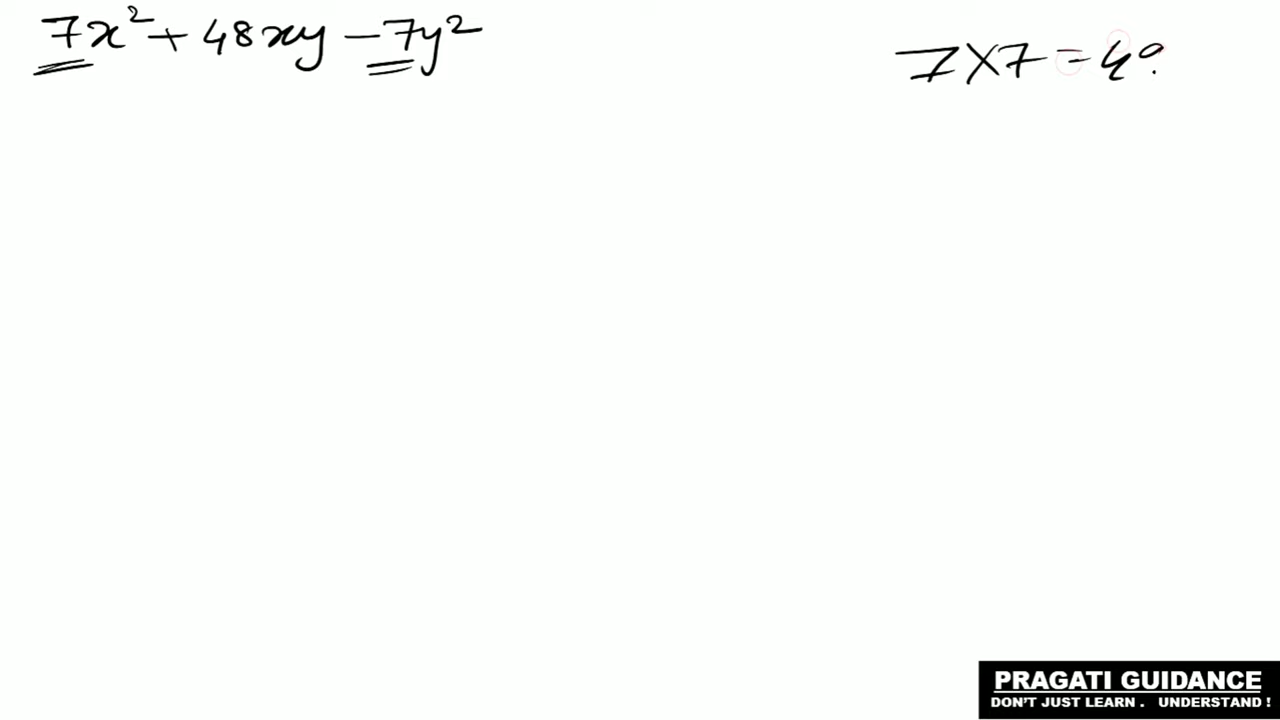 7x² + 48xy - 7y²
7×7 = 49
PRAGATI GUIDANCE
DON'T JUST LEARN . UNDERSTAND !